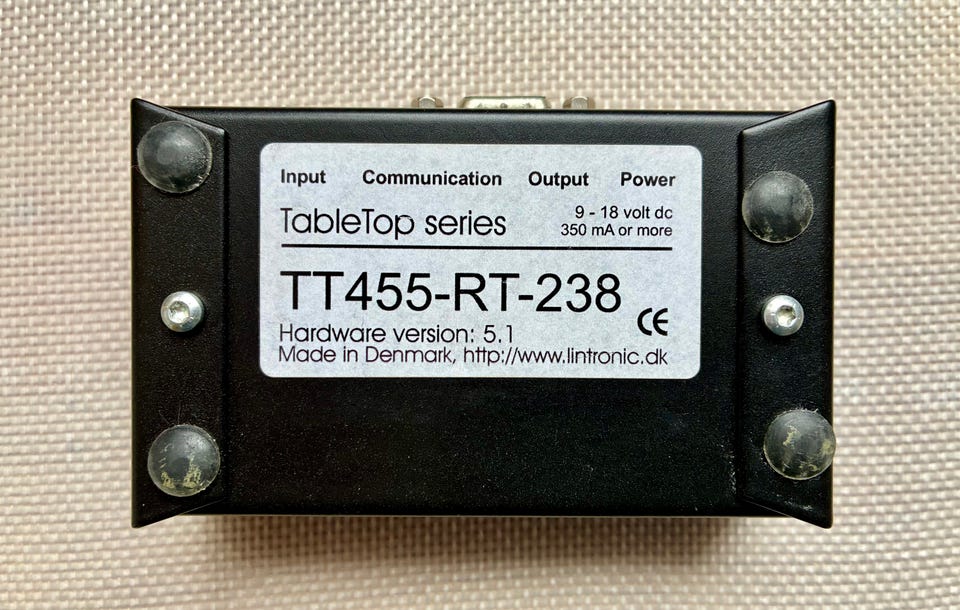 Input Communication Output Power
TableTop series
9 - 18 volt dc
350 mA or more
TT455-RT-238
CE
Hardware version: 5.1
Made in Denmark, http://www.lintronic.dk